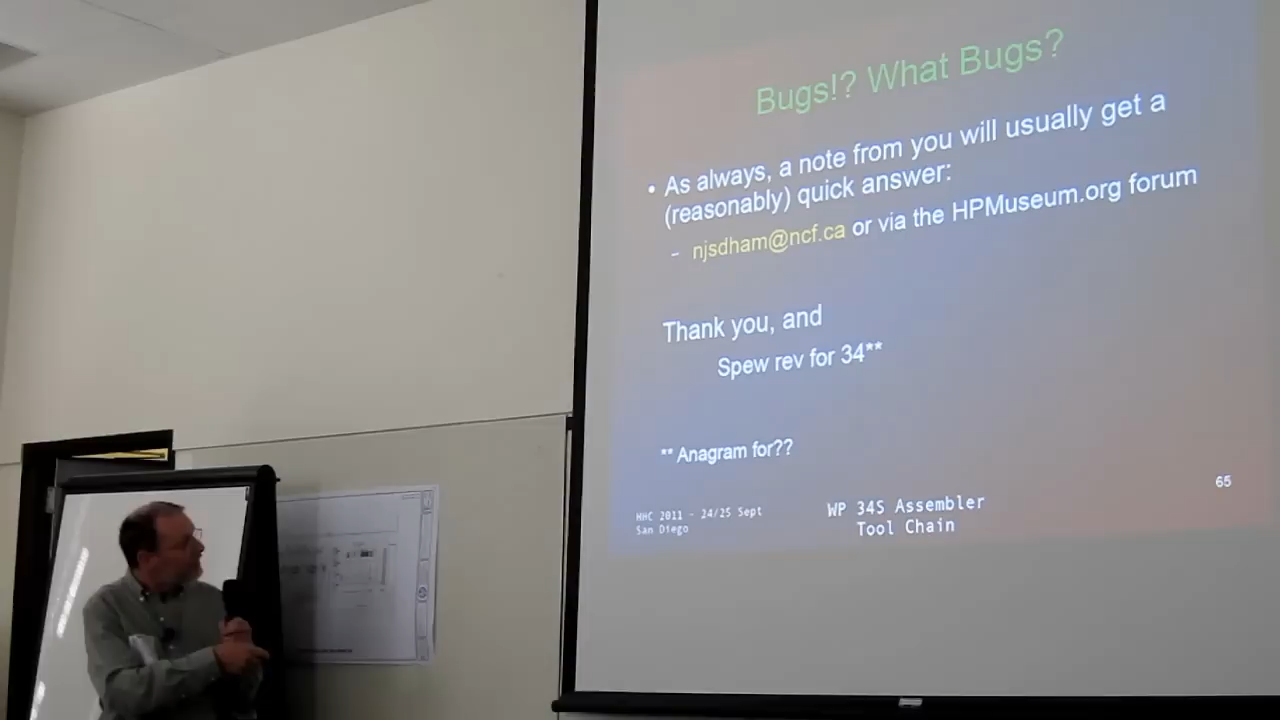 Bugs!? What Bugs?
• As always, a note from you will usually get a
(reasonably) quick answer:
– njsdham@ncf.ca or via the HPMuseum.org forum
Thank you, and
Spew rev for 34**
** Anagram for??
65
HHC 2011 - 24/25 Sept
San Diego
WP 34S Assembler
Tool Chain